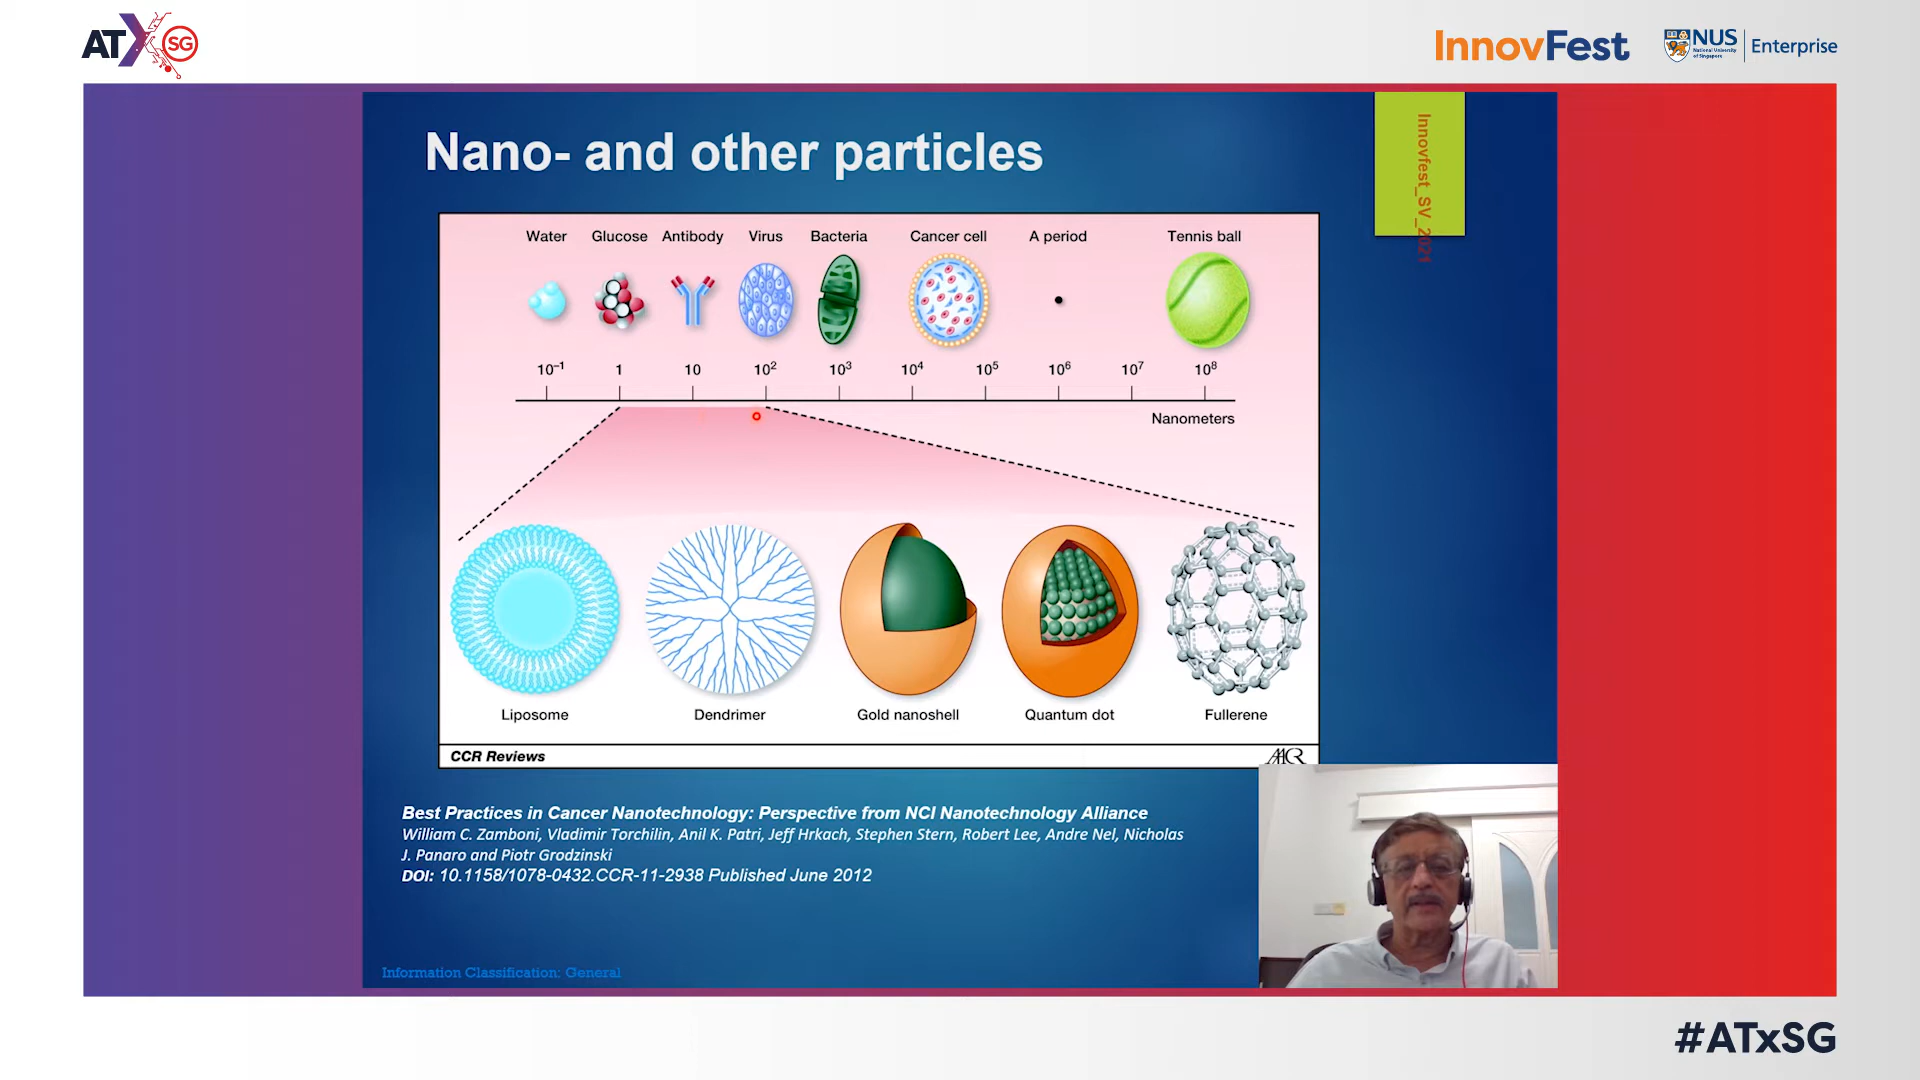 ATxSG
InnovFest
NUS
National University
of Singapore
Enterprise
Nano- and other particles
Innovfest_SV_2021
Water Glucose Antibody Virus Bacteria Cancer cell A period Tennis ball
10⁻¹ 1 10 10² 10³ 10⁴ 10⁵ 10⁶ 10⁷ 10⁸
Nanometers
Liposome Dendrimer Gold nanoshell Quantum dot Fullerene
CCR Reviews
AACR
Best Practices in Cancer Nanotechnology: Perspective from NCI Nanotechnology Alliance
William C. Zamboni, Vladimir Torchilin, Anil K. Patri, Jeff Hrkach, Stephen Stern, Robert Lee, Andre Nel, Nicholas
J. Panaro and Piotr Grodzinski
DOI: 10.1158/1078-0432.CCR-11-2938 Published June 2012
Information Classification: General
#ATxSG